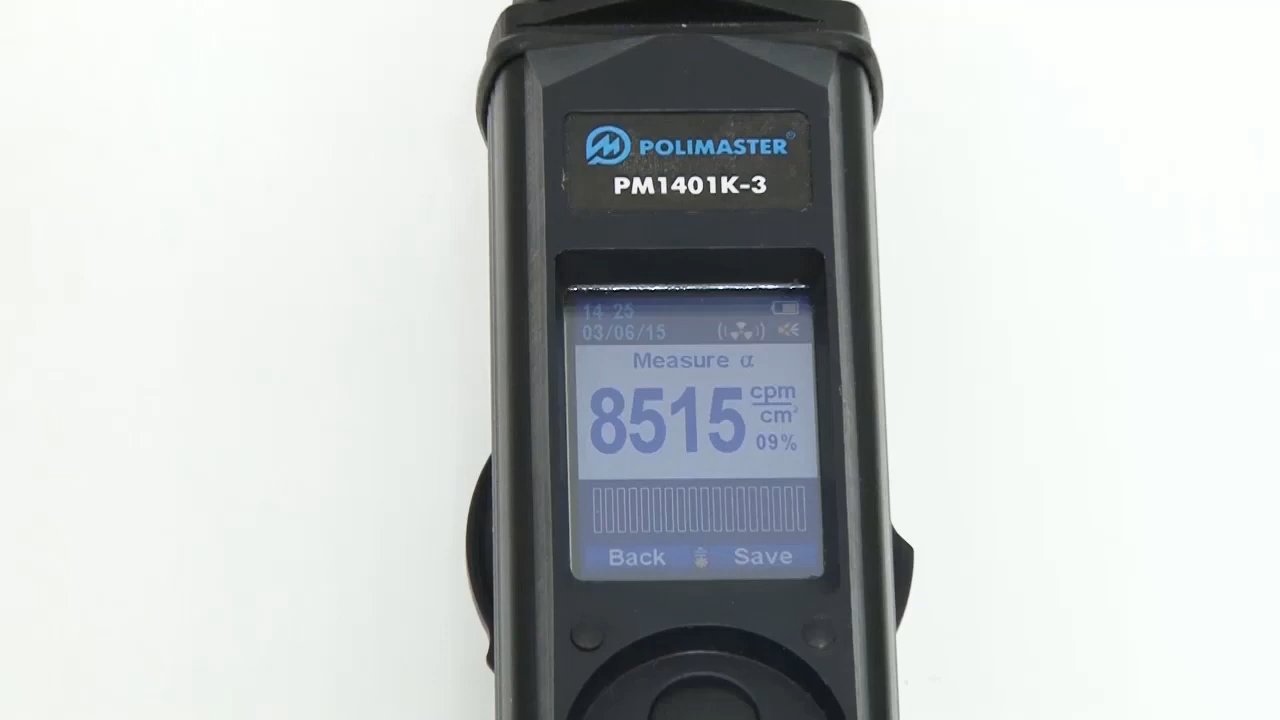 POLIMASTER®
PM1401K-3
14 25
03/06/15
Measure α
8515 cpm
cm²
09%
Back Save